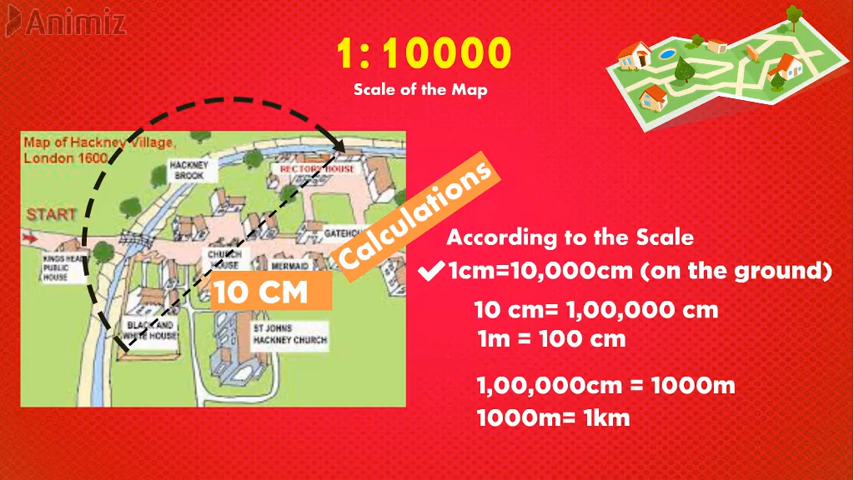 Animiz
1:10000
Scale of the Map
Map of Hackney Village,
London 1600
HACKNEY
BROOK
RECTORY HOUSE
START
KINGS HEAD
PUBLIC
HOUSE
CHURCH
HOUSE
MERMAID
GATEHOU
Calculations
10 CM
BLACK AND
WHITE HOUSE
ST JOHNS
HACKNEY CHURCH
According to the Scale
1cm=10,000cm (on the ground)
10 cm= 1,00,000 cm
1m = 100 cm
1,00,000cm = 1000m
1000m= 1km